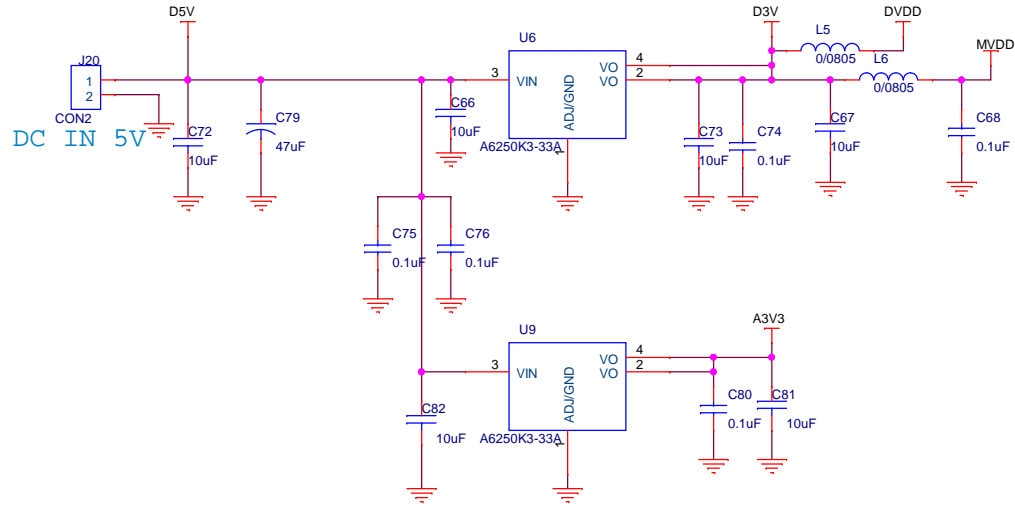 D5V
D3V
DVDD
L5
U6
L6
MVDD
J20
0/0805
1
3
VIN
VO
4
VO
2
0/0805
2
C66
CON2
ADJ/GND
C72
C79
C73
C74
C67
C68
DC IN 5V
10uF
47uF
10uF
A6250K3-33A
1
10uF
0.1uF
10uF
0.1uF
C75
C76
0.1uF
0.1uF
U9
A3V3
VO
4
3
VIN
VO
2
ADJ/GND
C82
C80
C81
10uF
A6250K3-33A
1
0.1uF
10uF